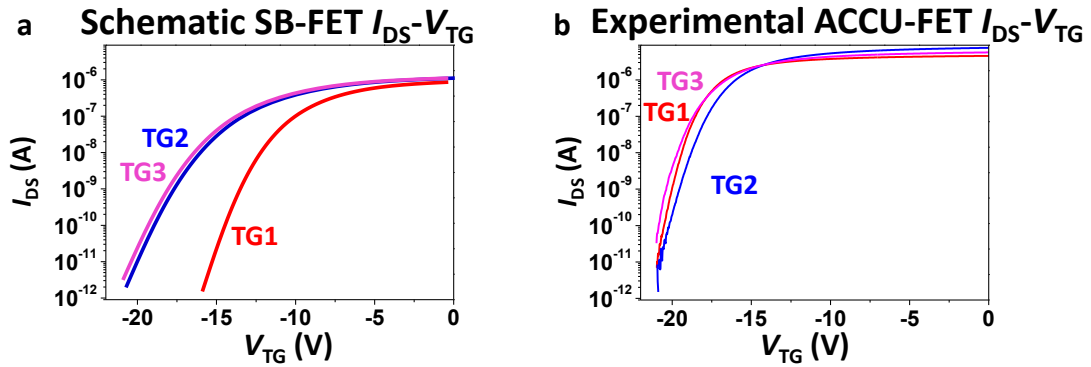 a Schematic SB-FET I_DS-V_TG
10⁻⁶
10⁻⁷
10⁻⁸
10⁻⁹
10⁻¹⁰
10⁻¹¹
10⁻¹²
I_DS (A)
TG2
TG3
TG1
-20 -15 -10 -5 0
V_TG (V)
b Experimental ACCU-FET I_DS-V_TG
10⁻⁶
10⁻⁷
10⁻⁸
10⁻⁹
10⁻¹⁰
10⁻¹¹
10⁻¹²
I_DS (A)
TG3
TG1
TG2
-20 -15 -10 -5 0
V_TG (V)